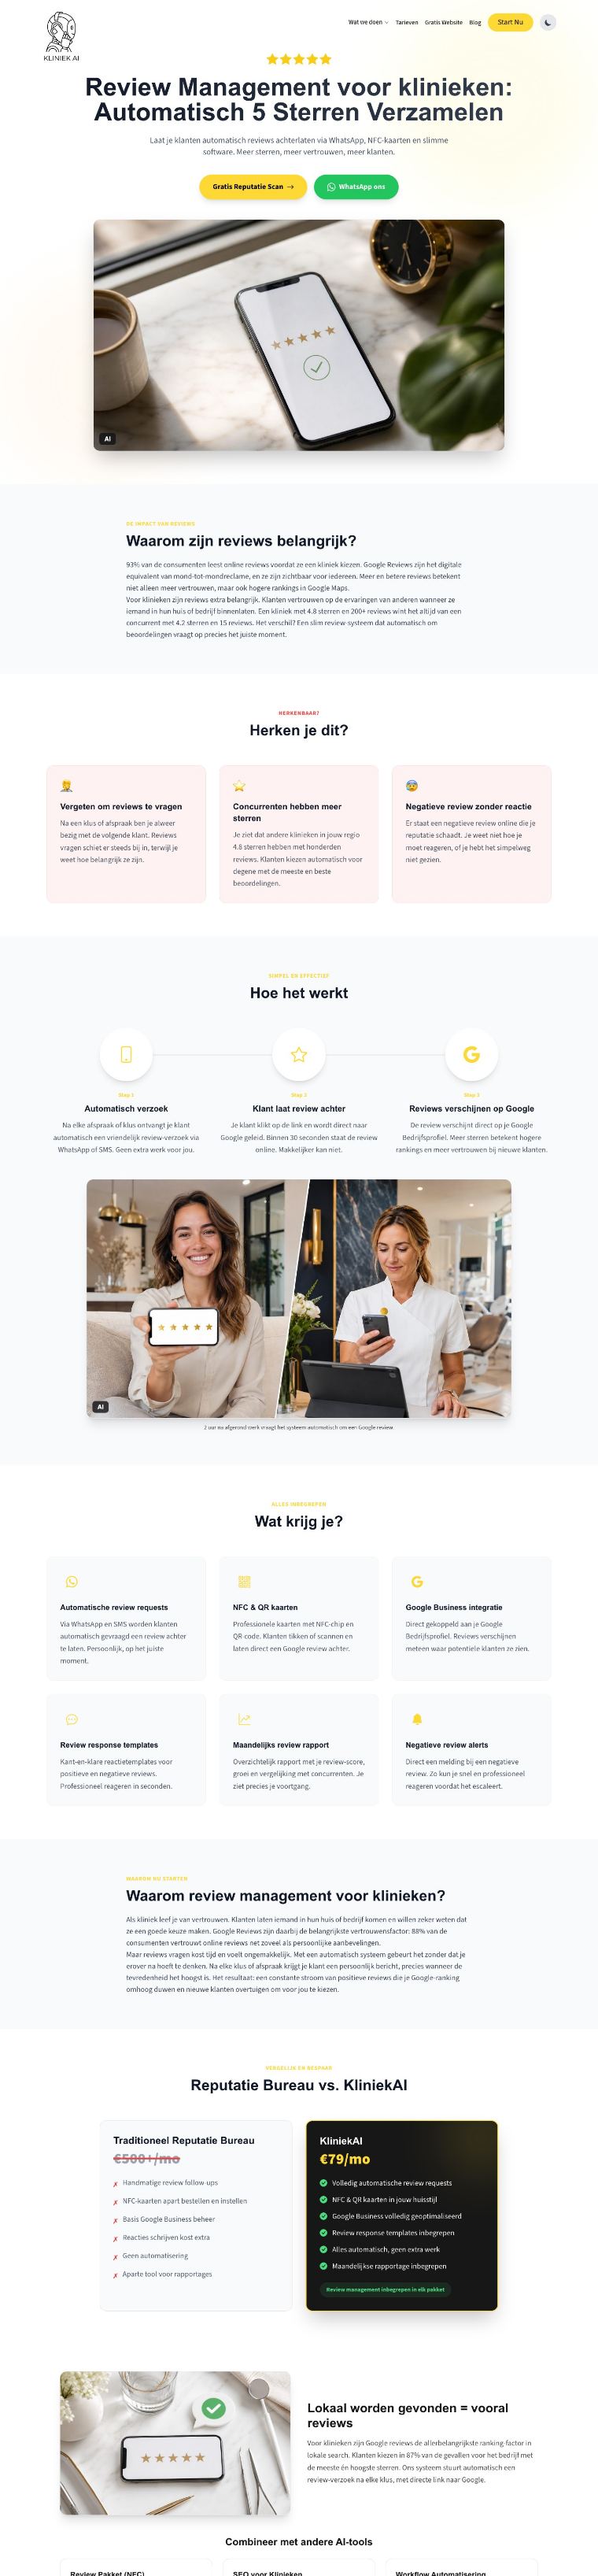 KLINIEK AI
Wat we doen
Tarieven
Gratis Website
Blog
Start Nu
Review Management voor klinieken:
Automatisch 5 Sterren Verzamelen
Laat je klanten automatisch reviews achterlaten via WhatsApp, NFC-kaarten en slimme
software. Meer sterren, meer vertrouwen, meer klanten.
Gratis Reputatie Scan →
WhatsApp ons
AI
DE IMPACT VAN REVIEWS
Waarom zijn reviews belangrijk?
93% van de consumenten leest online reviews voordat ze een kliniek kiezen. Google Reviews zijn het digitale
equivalent van mond-tot-mondreclame, en ze zijn zichtbaar voor iedereen. Meer en betere reviews betekent
niet alleen meer vertrouwen, maar ook hogere rankings in Google Maps.
Voor klinieken zijn reviews extra belangrijk. Klanten vertrouwen op de ervaringen van anderen wanneer ze
iemand in hun huis of bedrijf binnenlaten. Een kliniek met 4.8 sterren en 200+ reviews wint het altijd van een
concurrent met 4.2 sterren en 15 reviews. Het verschil? Een slim review-systeem dat automatisch om
beoordelingen vraagt op precies het juiste moment.
HERKENBAAR?
Herken je dit?
Vergeten om reviews te vragen
Na een klus of afspraak ben je alweer
bezig met de volgende klant. Reviews
vragen schiet er steeds bij in, terwijl je
weet hoe belangrijk ze zijn.
Concurrenten hebben meer
sterren
Je ziet dat andere klinieken in jouw regio
4.8 sterren hebben met honderden
reviews. Klanten kiezen automatisch voor
degene met de meeste en beste
beoordelingen.
Negatieve review zonder reactie
Er staat een negatieve review online die je
reputatie schaadt. Je weet niet hoe je
moet reageren, of je hebt het simpelweg
niet gezien.
SIMPEL EN EFFECTIEF
Hoe het werkt
Stap 1
Automatisch verzoek
Na elke afspraak of klus ontvangt je klant
automatisch een vriendelijk review-verzoek via
WhatsApp of SMS. Geen extra werk voor jou.
Stap 2
Klant laat review achter
Je klant klikt op de link en wordt direct naar
Google geleid. Binnen 30 seconden staat de review
online. Makkelijker kan niet.
Stap 3
Reviews verschijnen op Google
De review verschijnt direct op je Google
Bedrijfsprofiel. Meer sterren betekent hogere
rankings en meer vertrouwen bij nieuwe klanten.
AI
2 uur na afgerond werk vraagt het systeem automatisch om een Google review
ALLES INBEGREPEN
Wat krijg je?
Automatische review requests
Via WhatsApp en SMS worden klanten
automatisch gevraagd een review achter
te laten. Persoonlijk, op het juiste
moment.
NFC & QR kaarten
Professionele kaarten met NFC-chip en
QR-code. Klanten tikken of scannen en
laten direct een Google review achter.
Google Business integratie
Direct gekoppeld aan je Google
Bedrijfsprofiel. Reviews verschijnen
meteen waar potentiele klanten ze zien.
Review response templates
Kant-en-klare reactietemplates voor
positieve en negatieve reviews.
Professioneel reageren in seconden.
Maandelijks review rapport
Overzichtelijk rapport met je review-score,
groei en vergelijking met concurrenten. Je
ziet precies je voortgang.
Negatieve review alerts
Direct een melding bij een negatieve
review. Zo kun je snel en professioneel
reageren voordat het escaleert.
WAAROM NU STARTEN
Waarom review management voor klinieken?
Als kliniek leef je van vertrouwen. Klanten laten iemand in hun huis of bedrijf komen en willen zeker weten dat
ze een goede keuze maken. Google Reviews zijn daarbij de belangrijkste vertrouwensfactor: 88% van de
consumenten vertrouwt online reviews net zoveel als persoonlijke aanbevelingen.
Maar reviews vragen kost tijd en voelt ongemakkelijk. Met een automatisch systeem gebeurt het zonder dat je
erover na hoeft te denken. Na elke klus of afspraak krijgt je klant een persoonlijk bericht, precies wanneer de
tevredenheid het hoogst is. Het resultaat: een constante stroom van positieve reviews die je Google-ranking
omhoog duwen en nieuwe klanten overtuigen om voor jou te kiezen.
VERGELIJK EN BESPAAR
Reputatie Bureau vs. KliniekAI
Traditioneel Reputatie Bureau
€500+/mo
✗ Handmatige review follow-ups
✗ NFC-kaarten apart bestellen en instellen
✗ Basis Google Business beheer
✗ Reacties schrijven kost extra
✗ Geen automatisering
✗ Aparte tool voor rapportages
KliniekAI
€79/mo
Volledig automatische review requests
NFC & QR kaarten in jouw huisstijl
Google Business volledig geoptimaliseerd
Review response templates inbegrepen
Alles automatisch, geen extra werk
Maandelijkse rapportage inbegrepen
Review management inbegrepen in elk pakket
Lokaal worden gevonden = vooral
reviews
Voor klinieken zijn Google reviews de allerbelangrijkste ranking-factor in
lokale search. Klanten kiezen in 87% van de gevallen voor het bedrijf met
de meeste én hoogste sterren. Ons systeem stuurt automatisch een
review-verzoek na elke klus, met directe link naar Google.
Combineer met andere AI-tools
Review Pakket (NFC)
SEO voor Klinieken
Workflow Automatisering